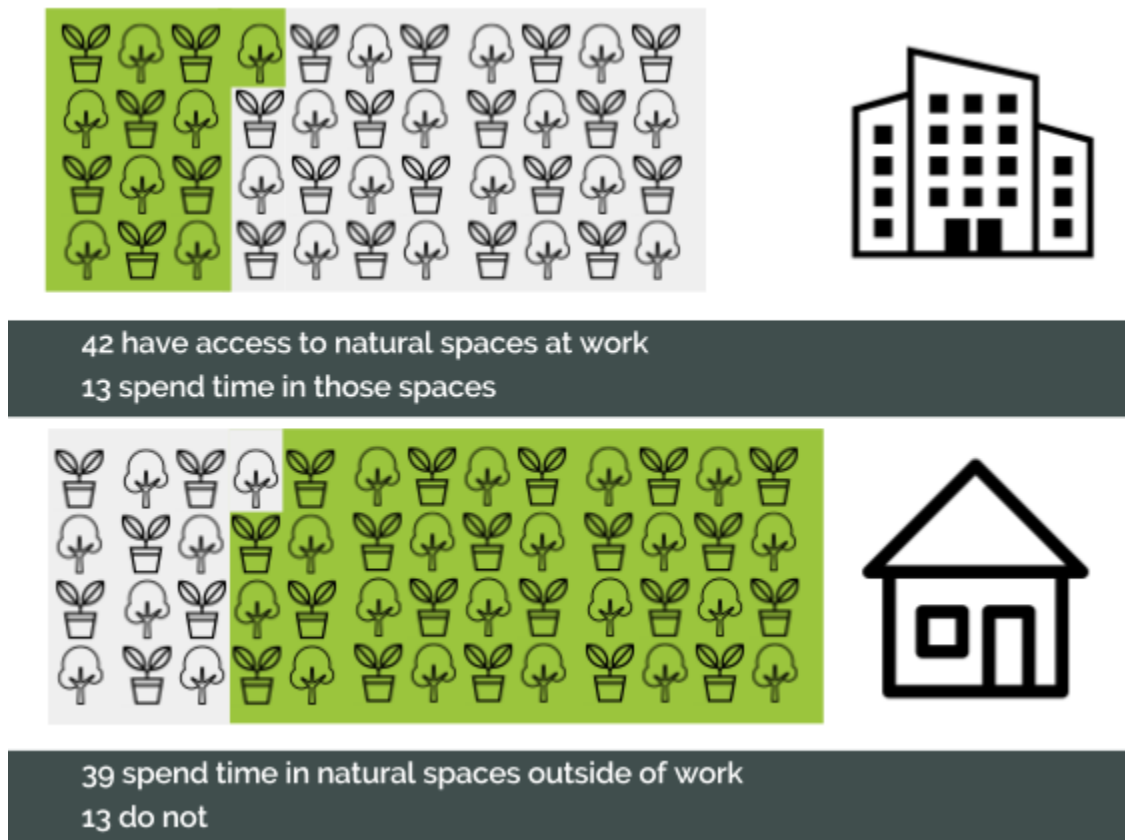 42 have access to natural spaces at work
13 spend time in those spaces
39 spend time in natural spaces outside of work
13 do not